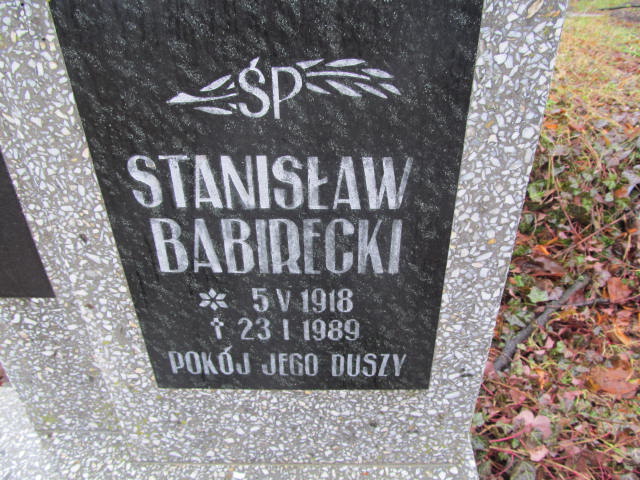 ŚP
STANISŁAW
BABIRECKI
5 V 1918
† 23 I 1989
POKÓJ JEGO DUSZY